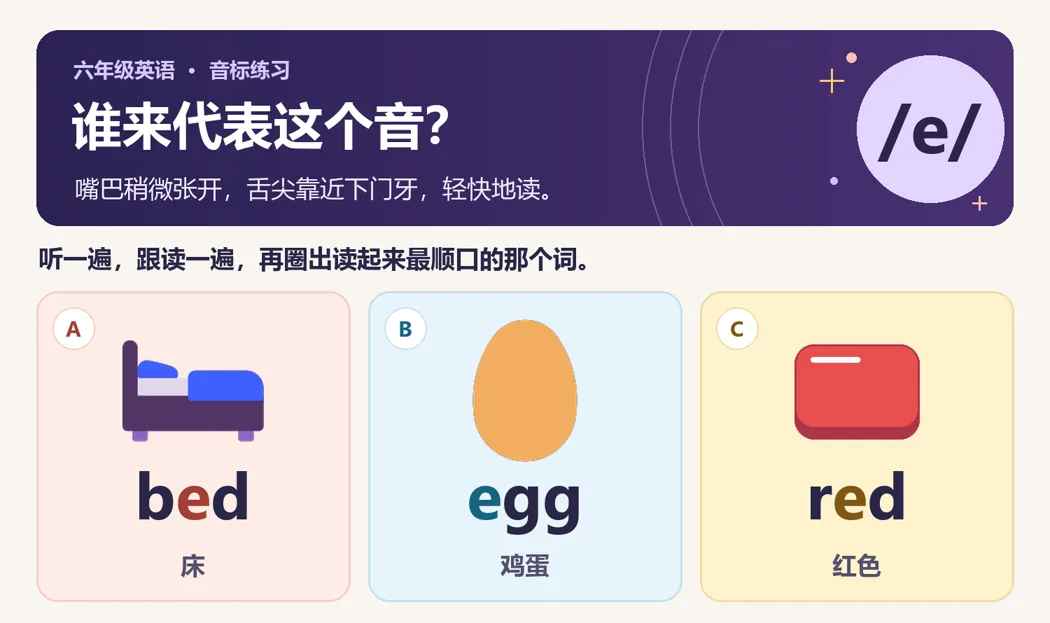 六年级英语 • 音标练习
谁来代表这个音？
嘴巴稍微张开，舌尖靠近下门牙，轻快地读。
/e/
听一遍，跟读一遍，再圈出读起来最顺口的那个词。
A
bed
床
B
egg
鸡蛋
C
red
红色